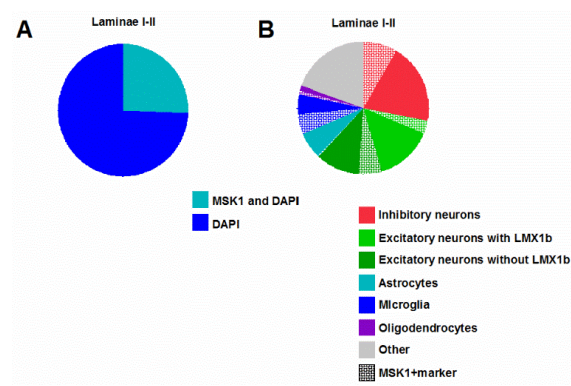 A
Laminae I-II
B
Laminae I-II
MSK1 and DAPI
DAPI
Inhibitory neurons
Excitatory neurons with LMX1b
Excitatory neurons without LMX1b
Astrocytes
MIcroglia
Oligodendrocytes
Other
MSK1+marker